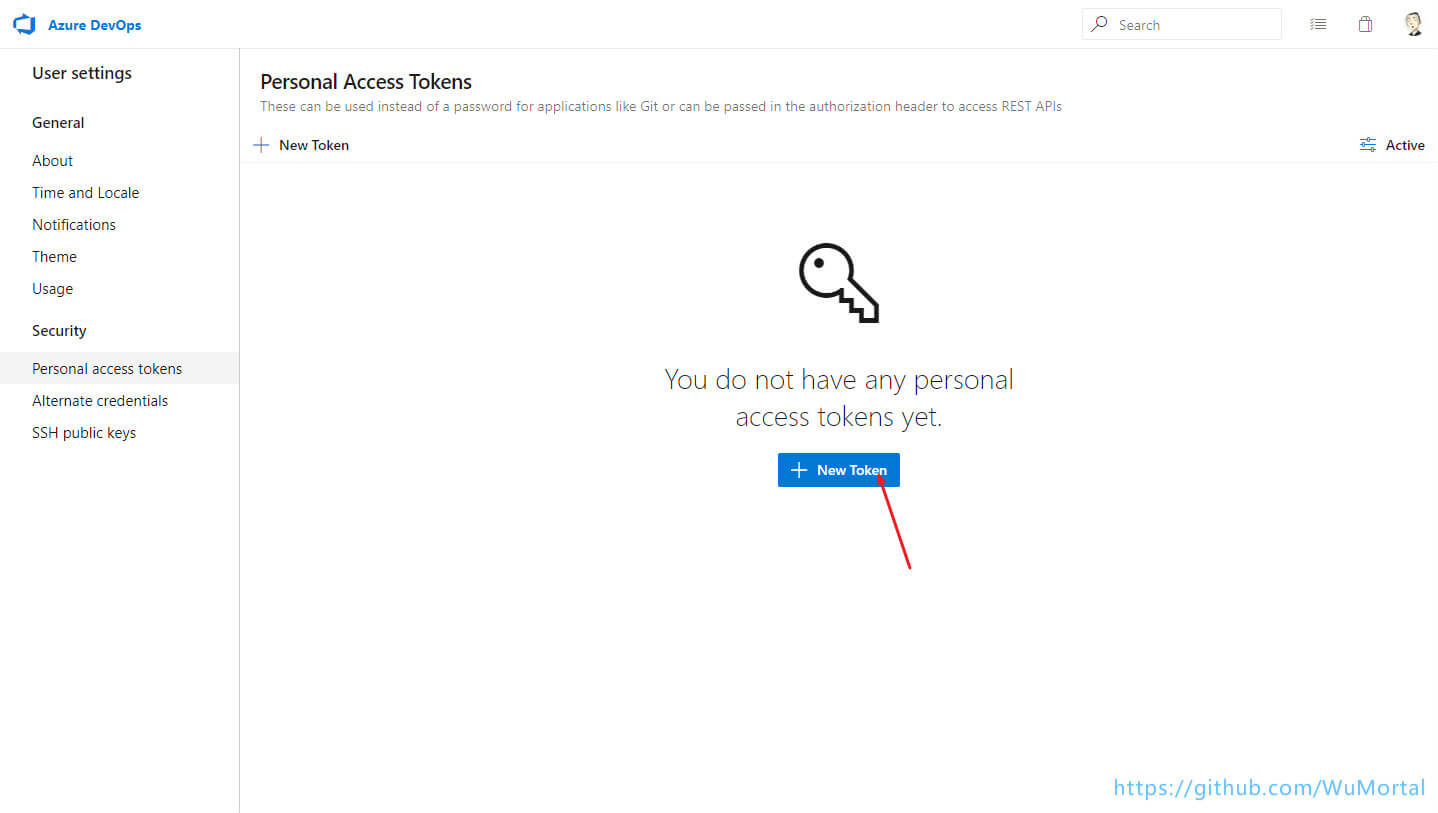 Azure DevOps
Search
User settings
General
About
Time and Locale
Notifications
Theme
Usage
Security
Personal access tokens
Alternate credentials
SSH public keys
Personal Access Tokens
These can be used instead of a password for applications like Git or can be passed in the authorization header to access REST APIs
New Token
Active
You do not have any personal
access tokens yet.
New Token
https://github.com/WuMortal